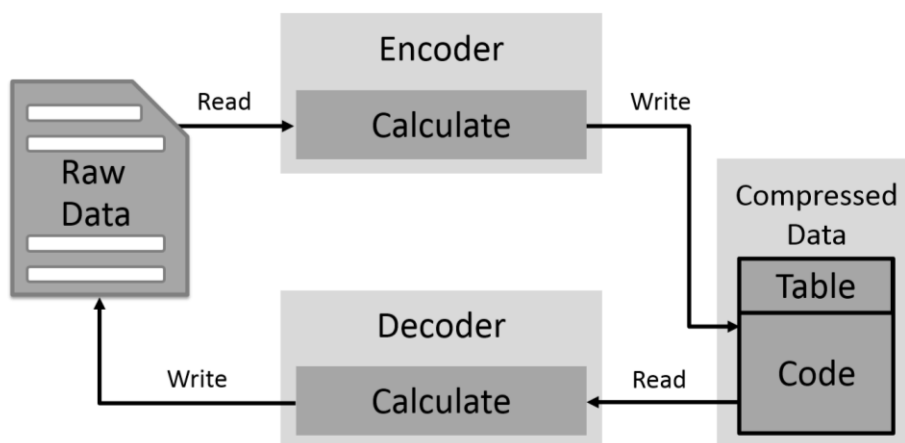 Encoder
Read
Calculate
Write
Raw
Data
Compressed
Data
Table
Code
Decoder
Write
Calculate
Read